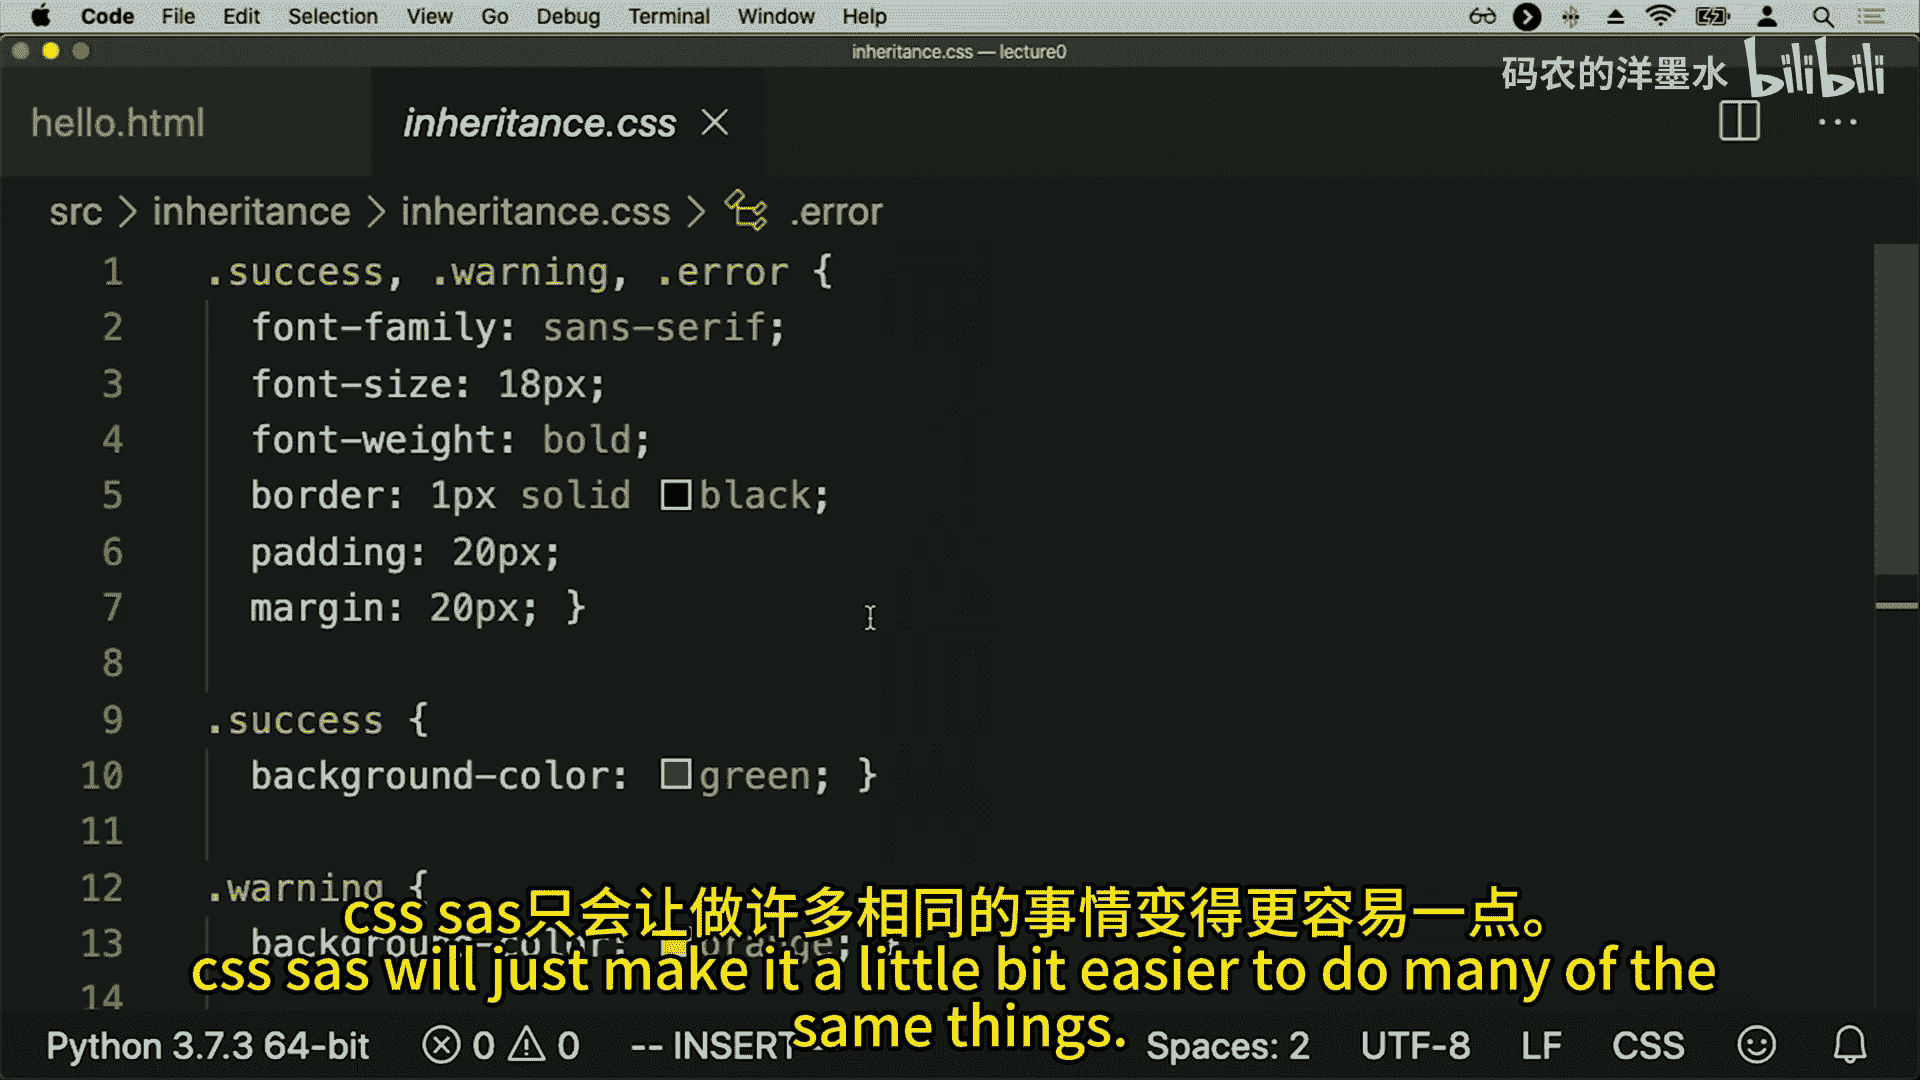 Code File Edit Selection View Go Debug Terminal Window Help
inheritance.css — lecture0
码农的洋墨水 bilibili
hello.html inheritance.css
src > inheritance > inheritance.css > .error
1 .success, .warning, .error {
2 font-family: sans-serif;
3 font-size: 18px;
4 font-weight: bold;
5 border: 1px solid black;
6 padding: 20px;
7 margin: 20px; }
8
9 .success {
10 background-color: green; }
11
12 .warning {
13 background-color: orange; }
14
css sas只会让做许多相同的事情变得更容易一点。
css sas will just make it a little bit easier to do many of the
same things.
Python 3.7.3 64-bit 0 0 -- INSERT -- Spaces: 2 UTF-8 LF CSS